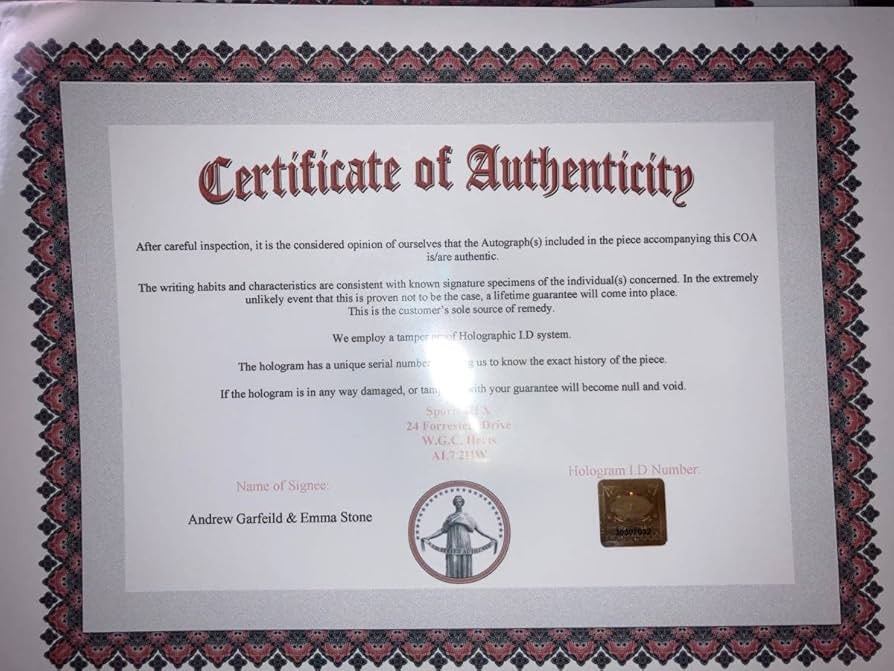 Certificate of Authenticity
After careful inspection, it is the considered opinion of ourselves that the Autograph(s) included in the piece accompanying this COA
is/are authentic.
The writing habits and characteristics are consistent with known signature specimens of the individual(s) concerned. In the extremely
unlikely event that this is proven not to be the case, a lifetime guarantee will come into place.
This is the customer's sole source of remedy.
We employ a tamper proof Holographic I.D system.
The hologram has a unique serial number us to know the exact history of the piece.
If the hologram is in any way damaged, or with your guarantee will become null and void.
24 Forresters Drive
W.G.C. Herts
AL7 2HW
Hologram I.D Number:
Name of Signee:
Andrew Garfeild & Emma Stone